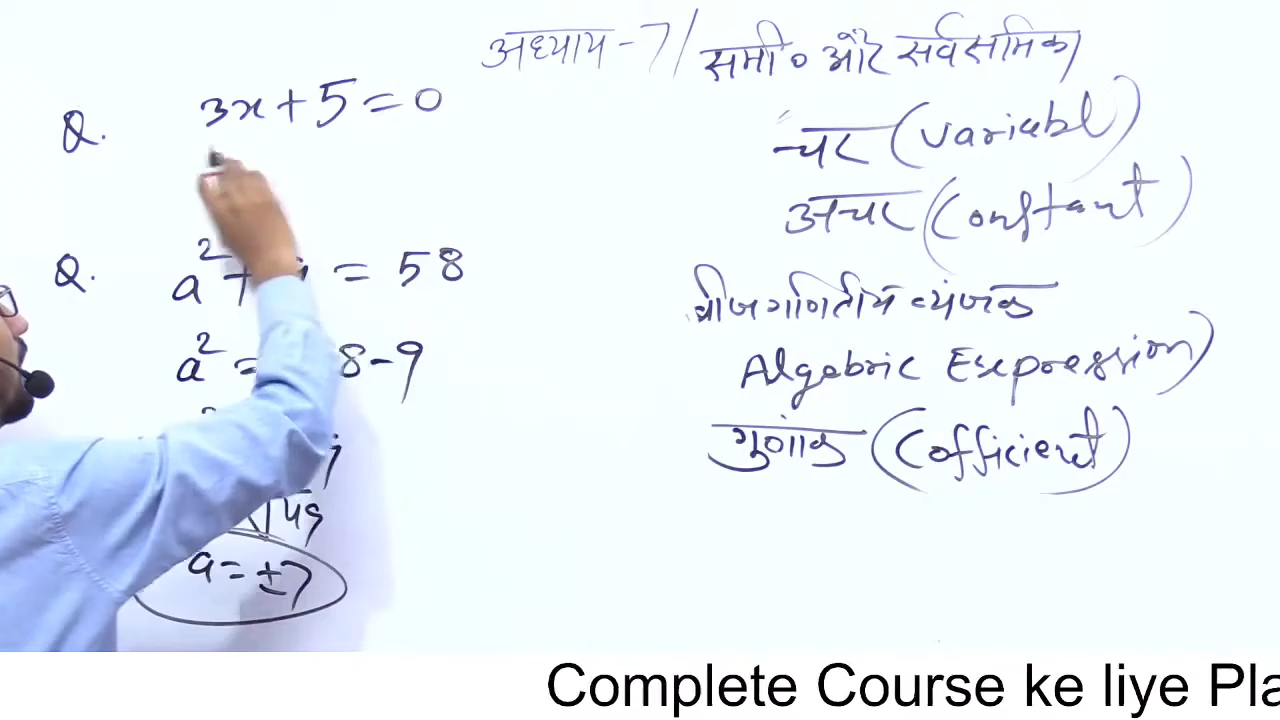 अध्याय-7/ समी० और सर्वसमिका
Q. 3x+5=0
चर (Variabl)
अचर (Constant)
Q. a²+ = 58
बीजगणितीय व्यंजक
a² = 8-9
Algebric Expression)
गुणांक (Cofficient)
√49
a=±7
Complete Course ke liye Pla